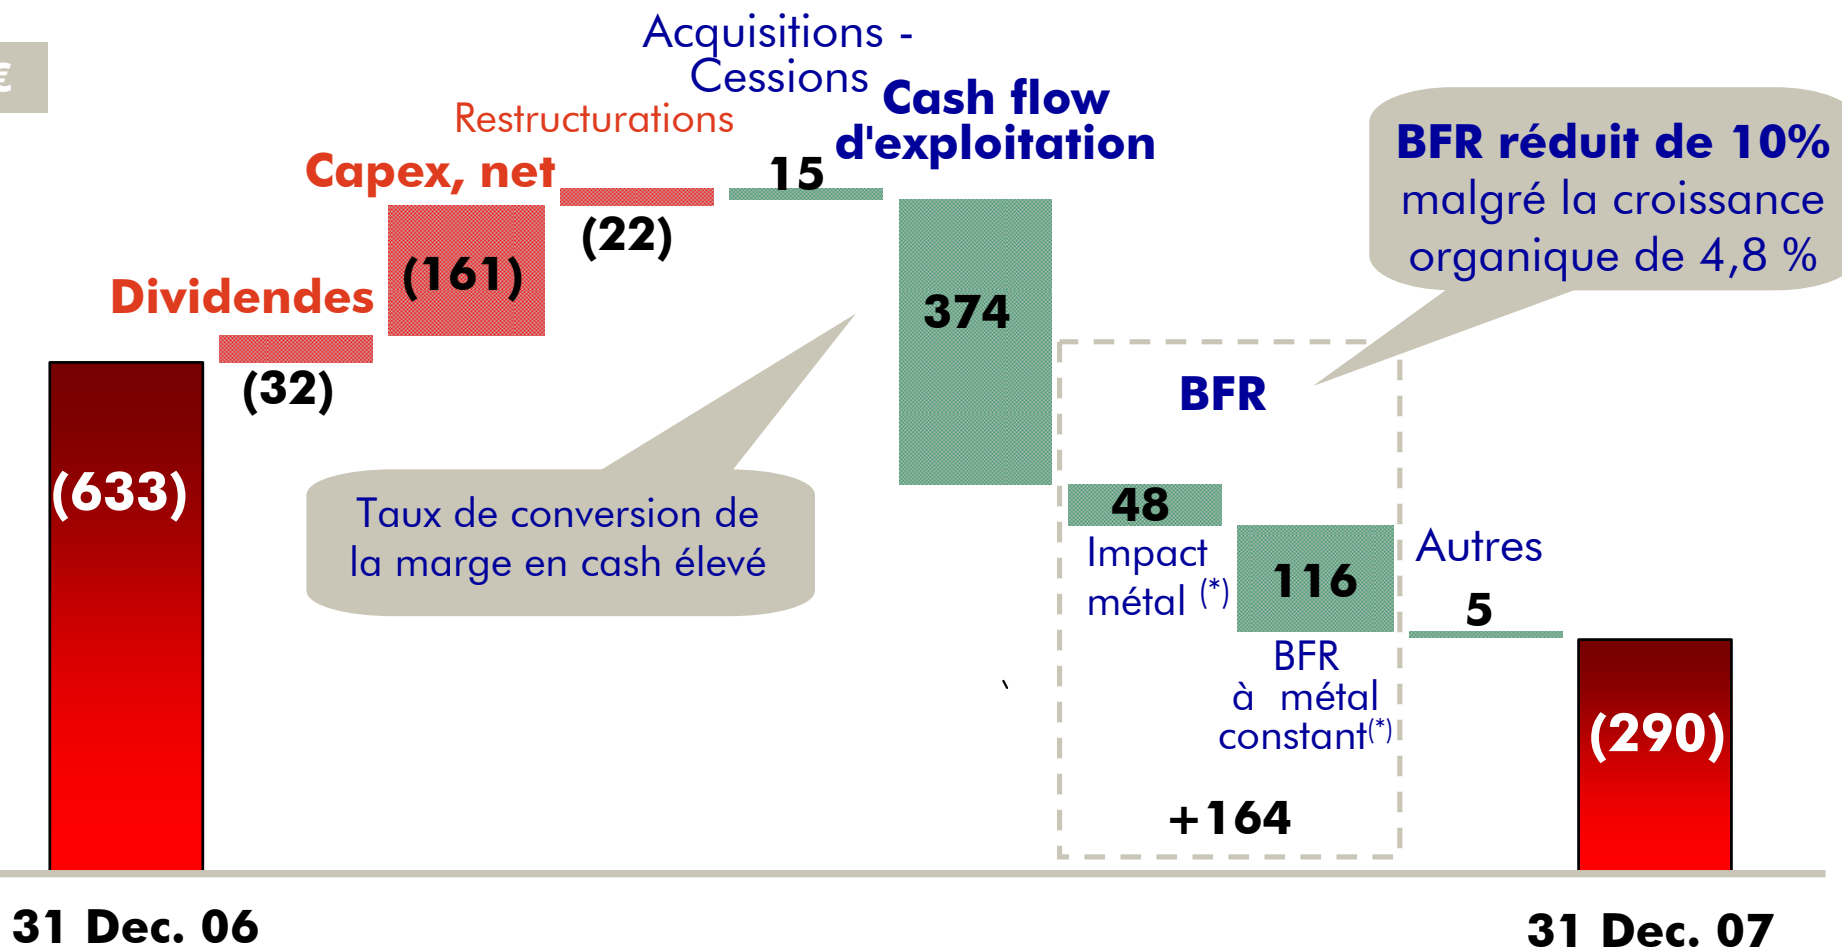 €
Acquisitions -
Cessions
Cash flow
d'exploitation
Restructurations
Capex, net
Dividendes
15
(22)
(161)
(32)
(633)
374
BFR réduit de 10%
malgré la croissance
organique de 4,8 %
Taux de conversion de
la marge en cash élevé
BFR
48
Impact
métal (*)
116
BFR
à métal
constant(*)
+164
Autres
5
(290)
31 Dec. 06
31 Dec. 07